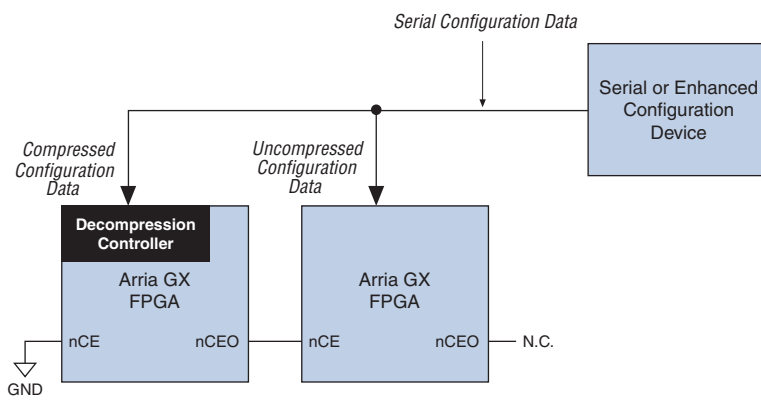 Serial Configuration Data
Serial or Enhanced
Configuration
Device
Compressed
Configuration
Data
Uncompressed
Configuration
Data
Decompression
Controller
Arria GX
FPGA
Arria GX
FPGA
nCE
nCEO
nCE
nCEO
N.C.
GND